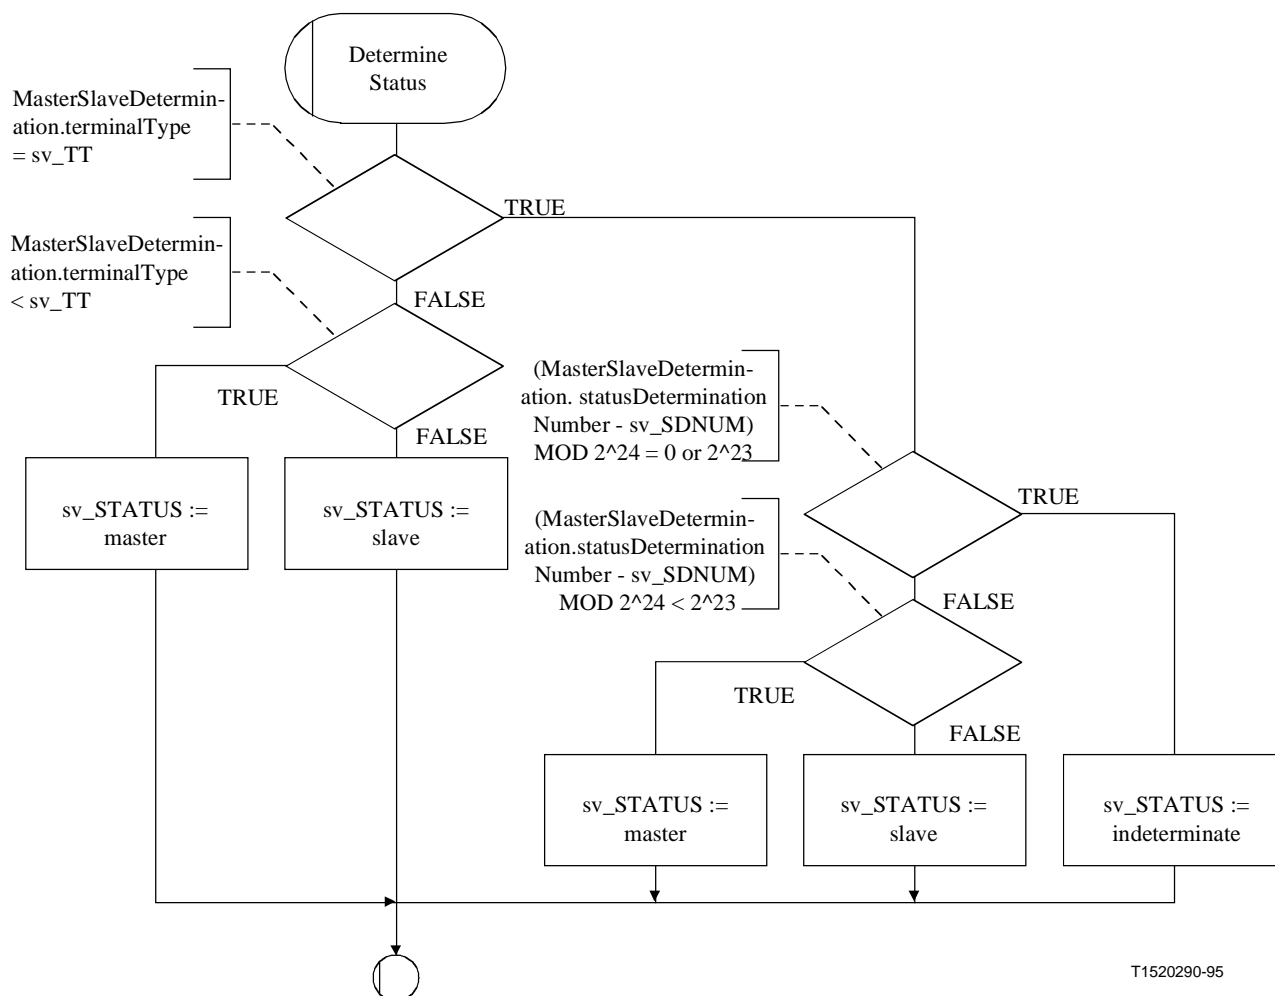 Determine
Status
MasterSlaveDetermin-
ation.terminalType
= sv_TT
TRUE
MasterSlaveDetermin-
ation.terminalType
< sv_TT
FALSE
TRUE
FALSE
(MasterSlaveDetermin-
ation. statusDetermination
Number - sv_SDNUM)
MOD 2^24 = 0 or 2^23
TRUE
sv_STATUS :=
master
sv_STATUS :=
slave
(MasterSlaveDetermin-
ation.statusDetermination
Number - sv_SDNUM)
MOD 2^24 < 2^23
FALSE
TRUE
FALSE
sv_STATUS :=
master
sv_STATUS :=
slave
sv_STATUS :=
indeterminate
T1520290-95